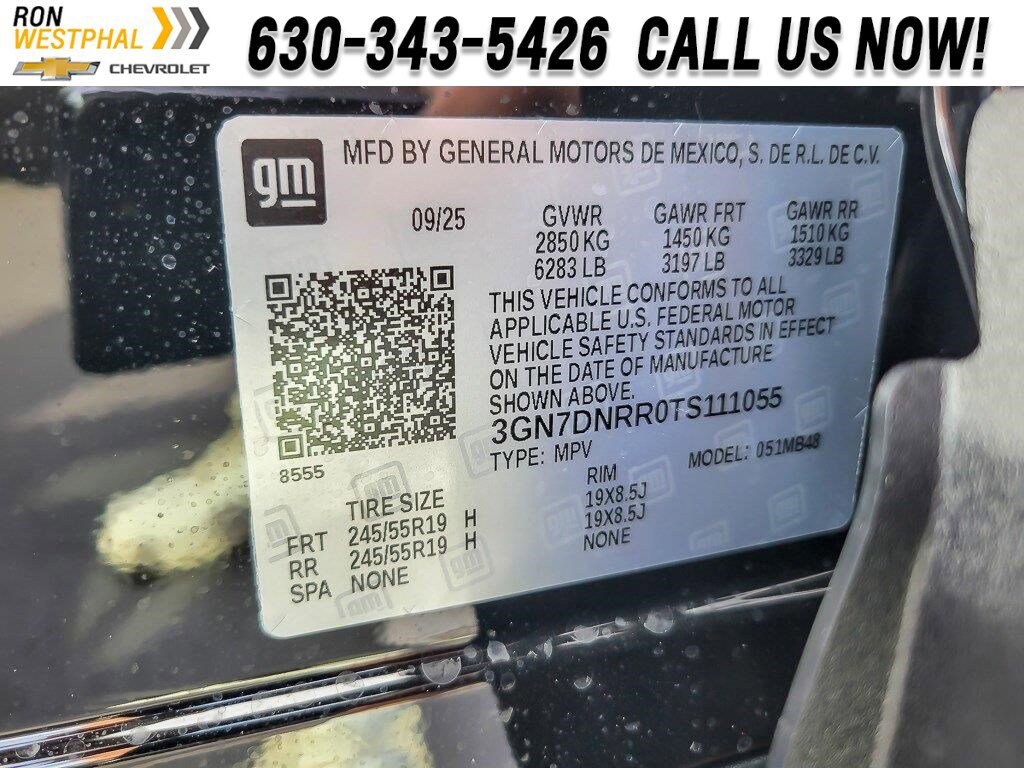 RON
WESTPHAL
CHEVROLET
630-343-5426 CALL US NOW!
gm
MFD BY GENERAL MOTORS DE MEXICO, S. DE R.L. DE C.V.
09/25 GVWR GAWR FRT GAWR RR
2850 KG 1450 KG 1510 KG
6283 LB 3197 LB 3329 LB
THIS VEHICLE CONFORMS TO ALL
APPLICABLE U.S. FEDERAL MOTOR
VEHICLE SAFETY STANDARDS IN EFFECT
ON THE DATE OF MANUFACTURE
SHOWN ABOVE.
3GN7DNRR0TS111055
TYPE: MPV MODEL: 051MB48
8555
TIRE SIZE RIM
FRT 245/55R19 H 19X8.5J
RR 245/55R19 H 19X8.5J
SPA NONE NONE